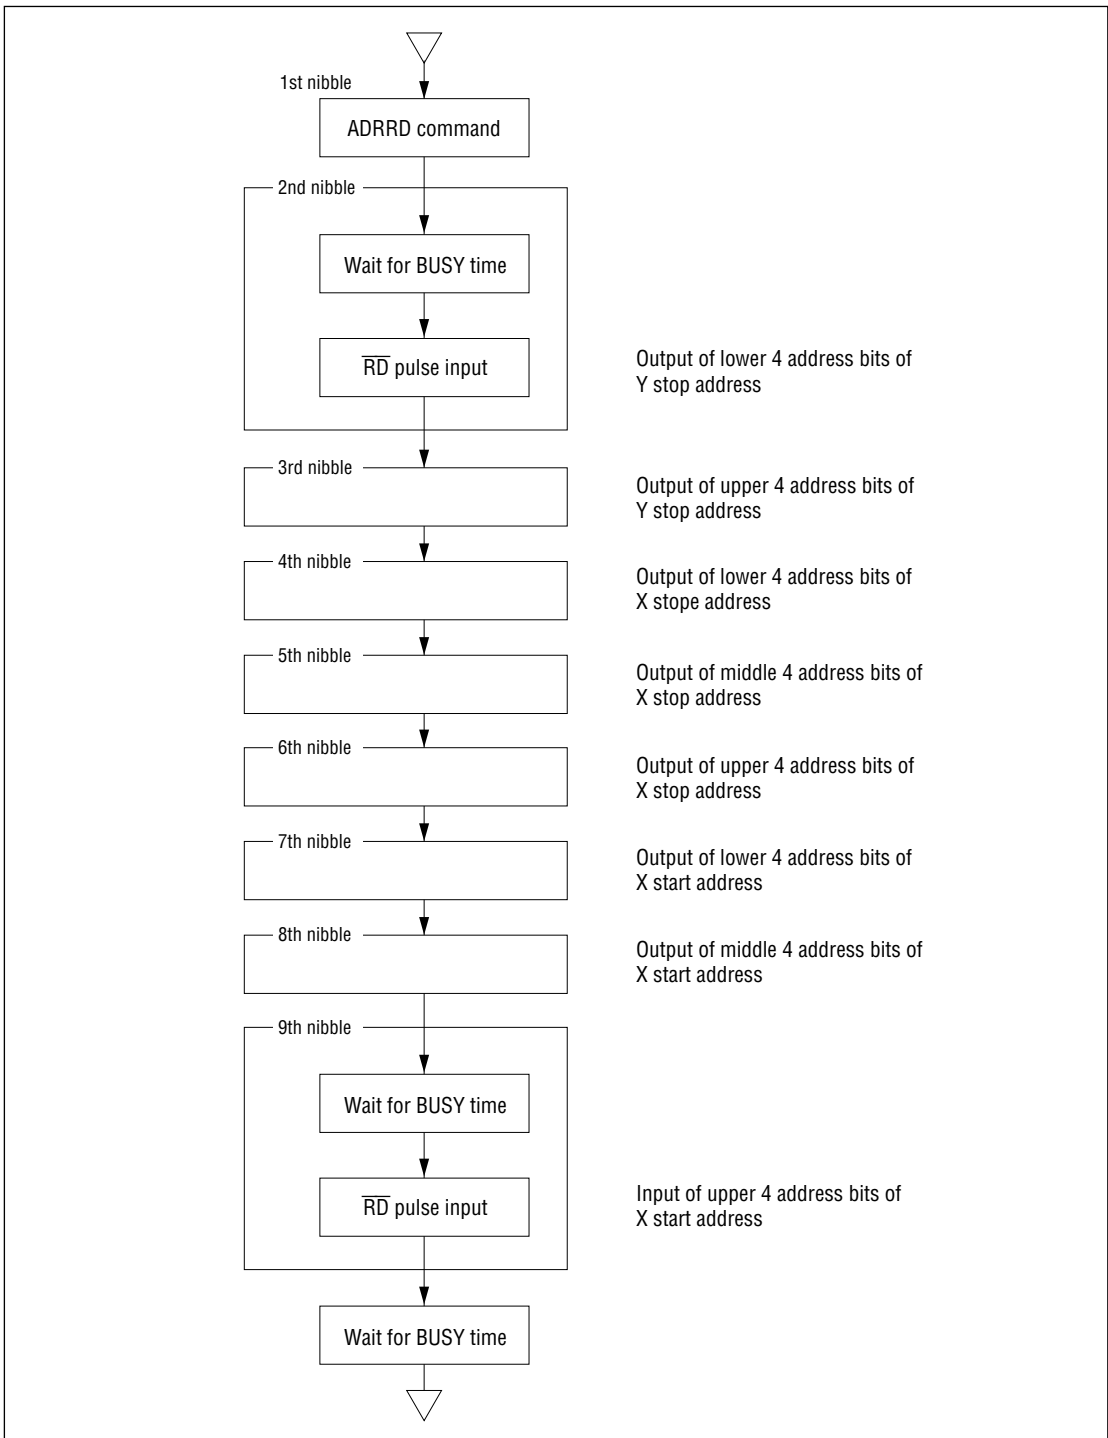 1st nibble
ADRRD command
2nd nibble
Wait for BUSY time
R̅D̅ pulse input
Output of lower 4 address bits of
Y stop address
3rd nibble
Output of upper 4 address bits of
Y stop address
4th nibble
Output of lower 4 address bits of
X stope address
5th nibble
Output of middle 4 address bits of
X stop address
6th nibble
Output of upper 4 address bits of
X stop address
7th nibble
Output of lower 4 address bits of
X start address
8th nibble
Output of middle 4 address bits of
X start address
9th nibble
Wait for BUSY time
R̅D̅ pulse input
Input of upper 4 address bits of
X start address
Wait for BUSY time